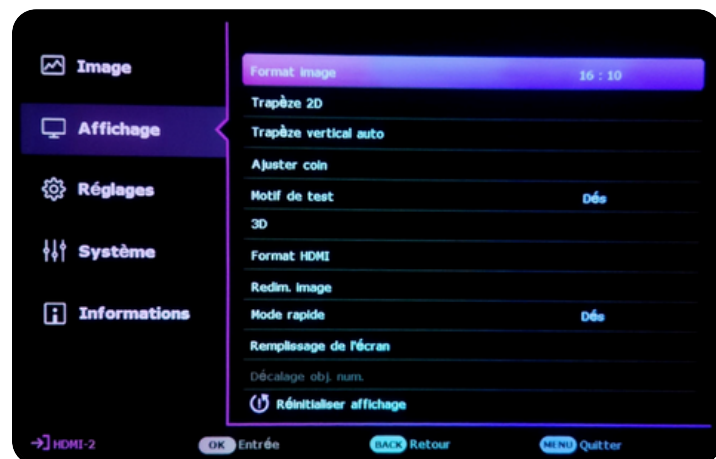 Image
Affichage
Réglages
Système
Informations
Format image 16 : 10
Trapèze 2D
Trapèze vertical auto
Ajuster coin
Motif de test Dés
3D
Format HDMI
Redim. image
Mode rapide Dés
Remplissage de l'écran
Décalage obj. num.
Réinitialiser affichage
HDMI-2 OK Entrée BACK Retour MENU Quitter